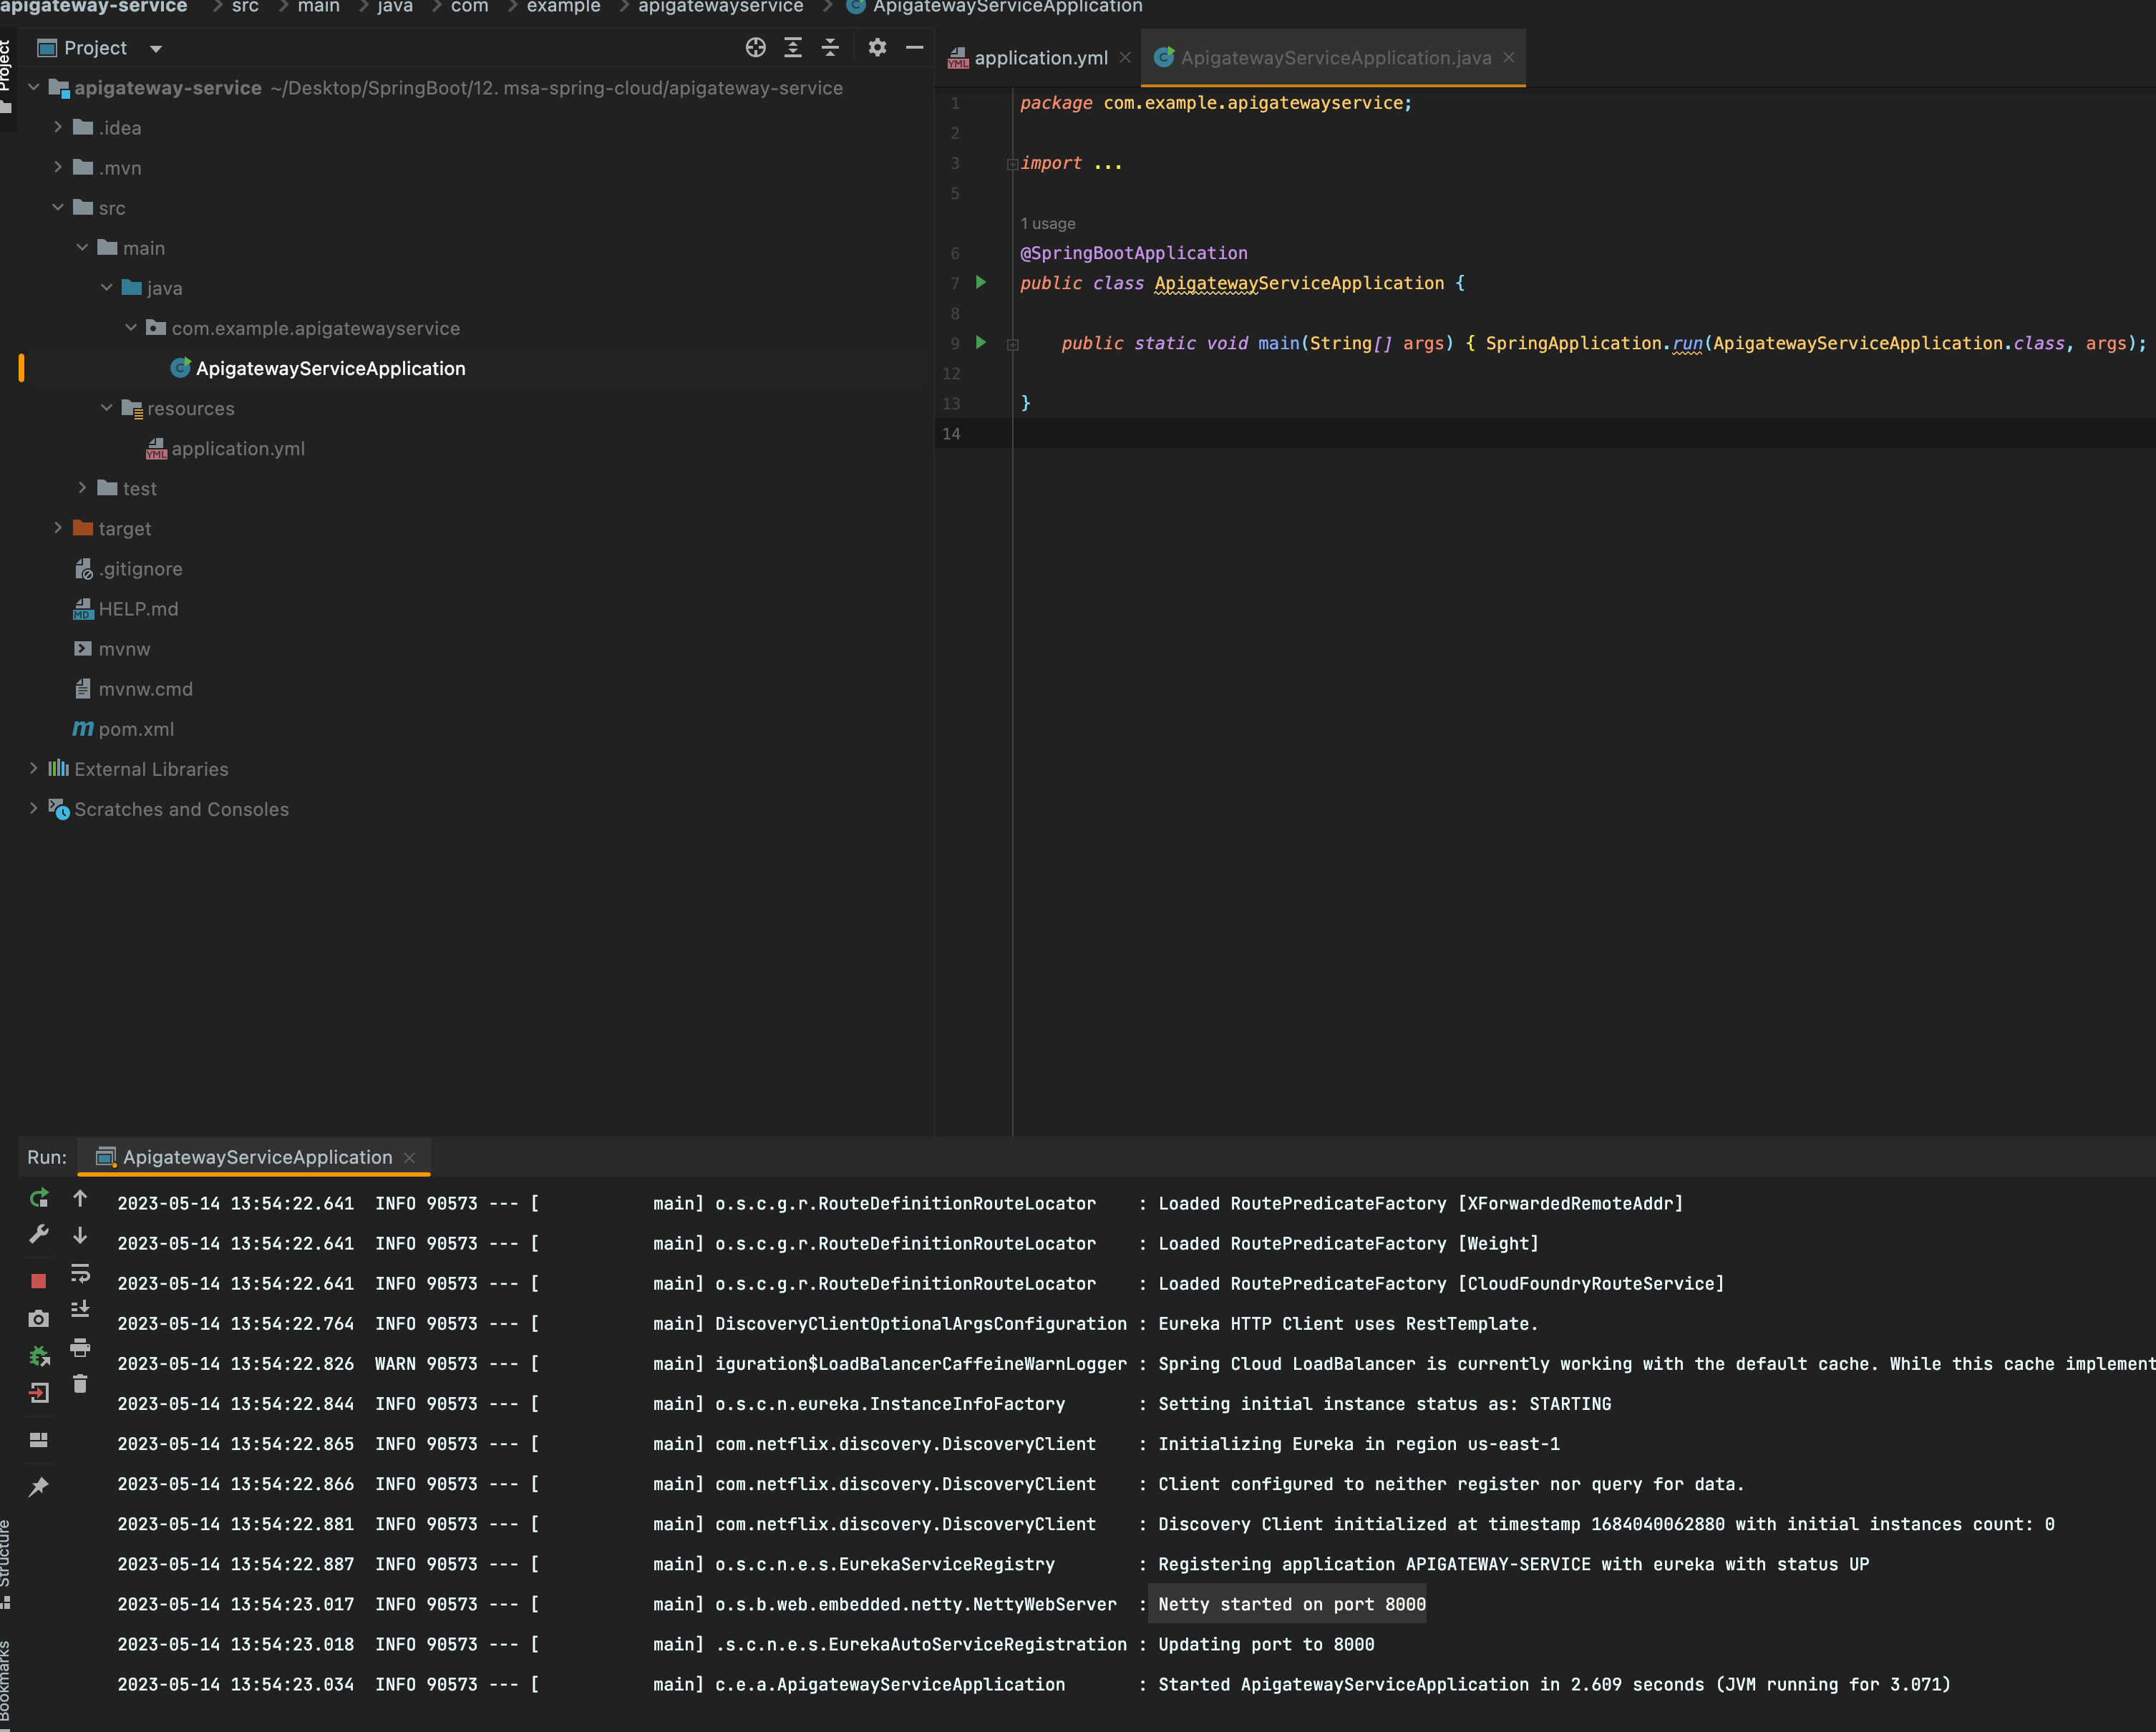 apigateway-service > src > main > java > com > example > apigatewayservice > ApigatewayServiceApplication
Project
Project
apigateway-service ~/Desktop/SpringBoot/12. msa-spring-cloud/apigateway-service
.idea
.mvn
src
main
java
com.example.apigatewayservice
ApigatewayServiceApplication
resources
YML application.yml
test
target
.gitignore
MD HELP.md
mvnw
mvnw.cmd
m pom.xml
External Libraries
Scratches and Consoles
YML application.yml
ApigatewayServiceApplication.java
1 package com.example.apigatewayservice;
2
3 import ...
5
1 usage
6 @SpringBootApplication
7 public class ApigatewayServiceApplication {
8
9 public static void main(String[] args) { SpringApplication.run(ApigatewayServiceApplication.class, args);
12
13 }
14
Run: ApigatewayServiceApplication
2023-05-14 13:54:22.641 INFO 90573 --- [ main] o.s.c.g.r.RouteDefinitionRouteLocator : Loaded RoutePredicateFactory [XForwardedRemoteAddr]
2023-05-14 13:54:22.641 INFO 90573 --- [ main] o.s.c.g.r.RouteDefinitionRouteLocator : Loaded RoutePredicateFactory [Weight]
2023-05-14 13:54:22.641 INFO 90573 --- [ main] o.s.c.g.r.RouteDefinitionRouteLocator : Loaded RoutePredicateFactory [CloudFoundryRouteService]
2023-05-14 13:54:22.764 INFO 90573 --- [ main] DiscoveryClientOptionalArgsConfiguration : Eureka HTTP Client uses RestTemplate.
2023-05-14 13:54:22.826 WARN 90573 --- [ main] iguration$LoadBalancerCaffeineWarnLogger : Spring Cloud LoadBalancer is currently working with the default cache. While this cache implement
2023-05-14 13:54:22.844 INFO 90573 --- [ main] o.s.c.n.eureka.InstanceInfoFactory : Setting initial instance status as: STARTING
2023-05-14 13:54:22.865 INFO 90573 --- [ main] com.netflix.discovery.DiscoveryClient : Initializing Eureka in region us-east-1
2023-05-14 13:54:22.866 INFO 90573 --- [ main] com.netflix.discovery.DiscoveryClient : Client configured to neither register nor query for data.
2023-05-14 13:54:22.881 INFO 90573 --- [ main] com.netflix.discovery.DiscoveryClient : Discovery Client initialized at timestamp 1684040062880 with initial instances count: 0
2023-05-14 13:54:22.887 INFO 90573 --- [ main] o.s.c.n.e.s.EurekaServiceRegistry : Registering application APIGATEWAY-SERVICE with eureka with status UP
2023-05-14 13:54:23.017 INFO 90573 --- [ main] o.s.b.web.embedded.netty.NettyWebServer : Netty started on port 8000
2023-05-14 13:54:23.018 INFO 90573 --- [ main] .s.c.n.e.s.EurekaAutoServiceRegistration : Updating port to 8000
2023-05-14 13:54:23.034 INFO 90573 --- [ main] c.e.a.ApigatewayServiceApplication : Started ApigatewayServiceApplication in 2.609 seconds (JVM running for 3.071)
Structure
Bookmarks